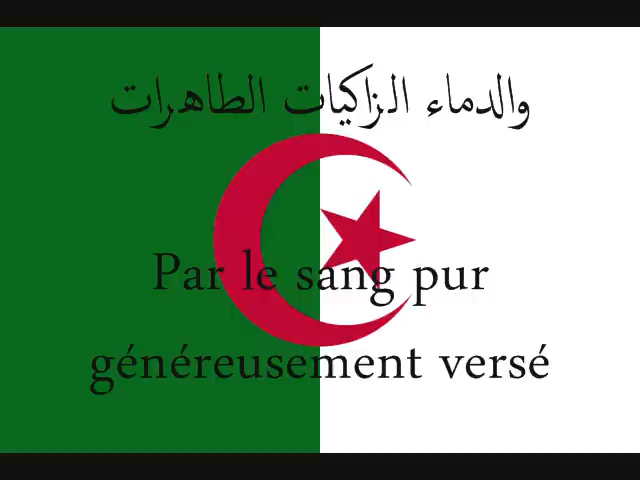 والدماء الزاكيات الطاهرات
Par le sang pur
généreusement versé